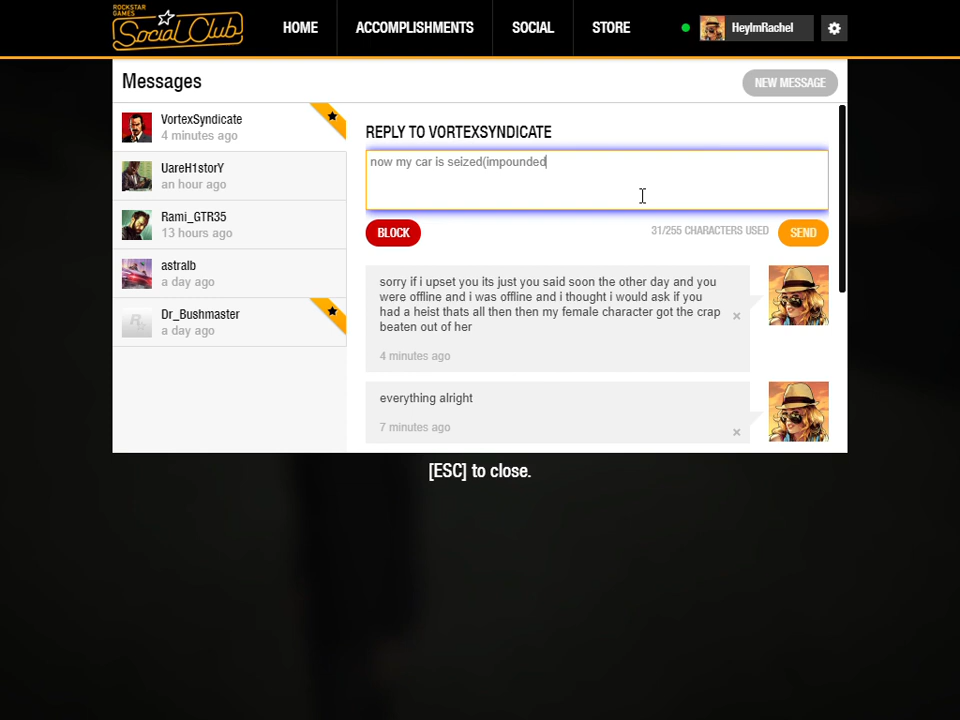 ROCKSTAR
GAMES
Social Club
HOME
ACCOMPLISHMENTS
SOCIAL
STORE
HeyImRachel
Messages
NEW MESSAGE
VortexSyndicate
4 minutes ago
UareH1storY
an hour ago
Rami_GTR35
13 hours ago
astralb
a day ago
Dr_Bushmaster
a day ago
REPLY TO VORTEXSYNDICATE
now my car is seized(impounded
BLOCK
31/255 CHARACTERS USED
SEND
sorry if i upset you its just you said soon the other day and you
were offline and i was offline and i thought i would ask if you
had a heist thats all then then my female character got the crap
beaten out of her
4 minutes ago
everything alright
7 minutes ago
[ESC] to close.